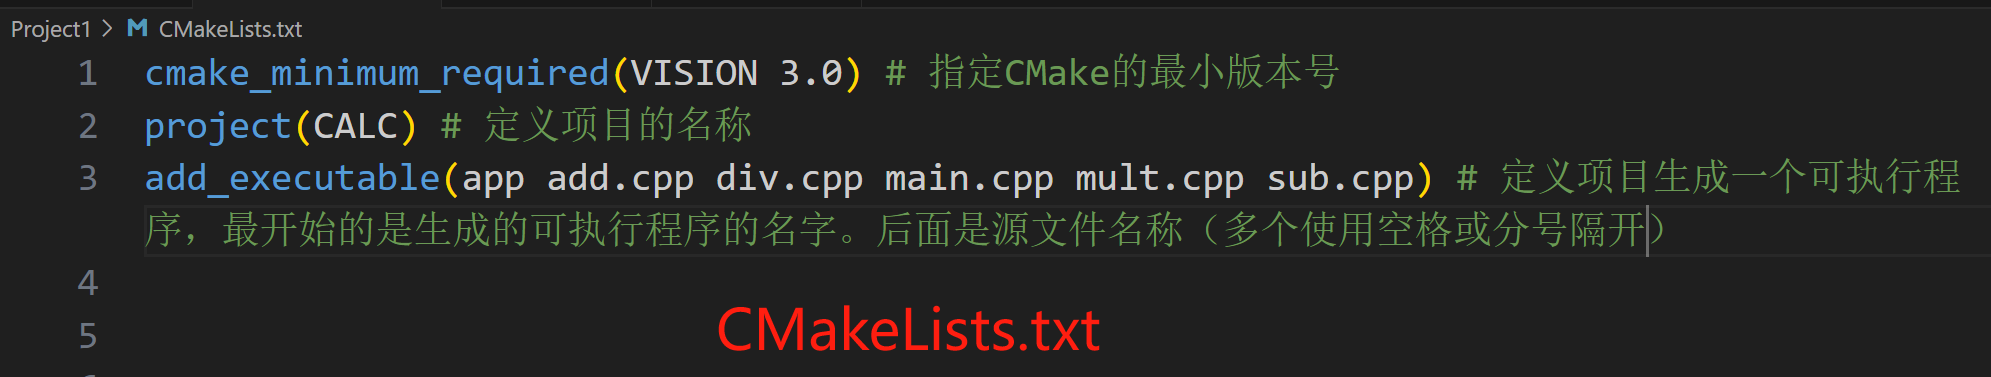 Project1 > M CMakeLists.txt
1 cmake_minimum_required(VISION 3.0) # 指定CMake的最小版本号
2 project(CALC) # 定义项目的名称
3 add_executable(app add.cpp div.cpp main.cpp mult.cpp sub.cpp) # 定义项目生成一个可执行程
序，最开始的是生成的可执行程序的名字。后面是源文件名称（多个使用空格或分号隔开）
4
5
CMakeLists.txt